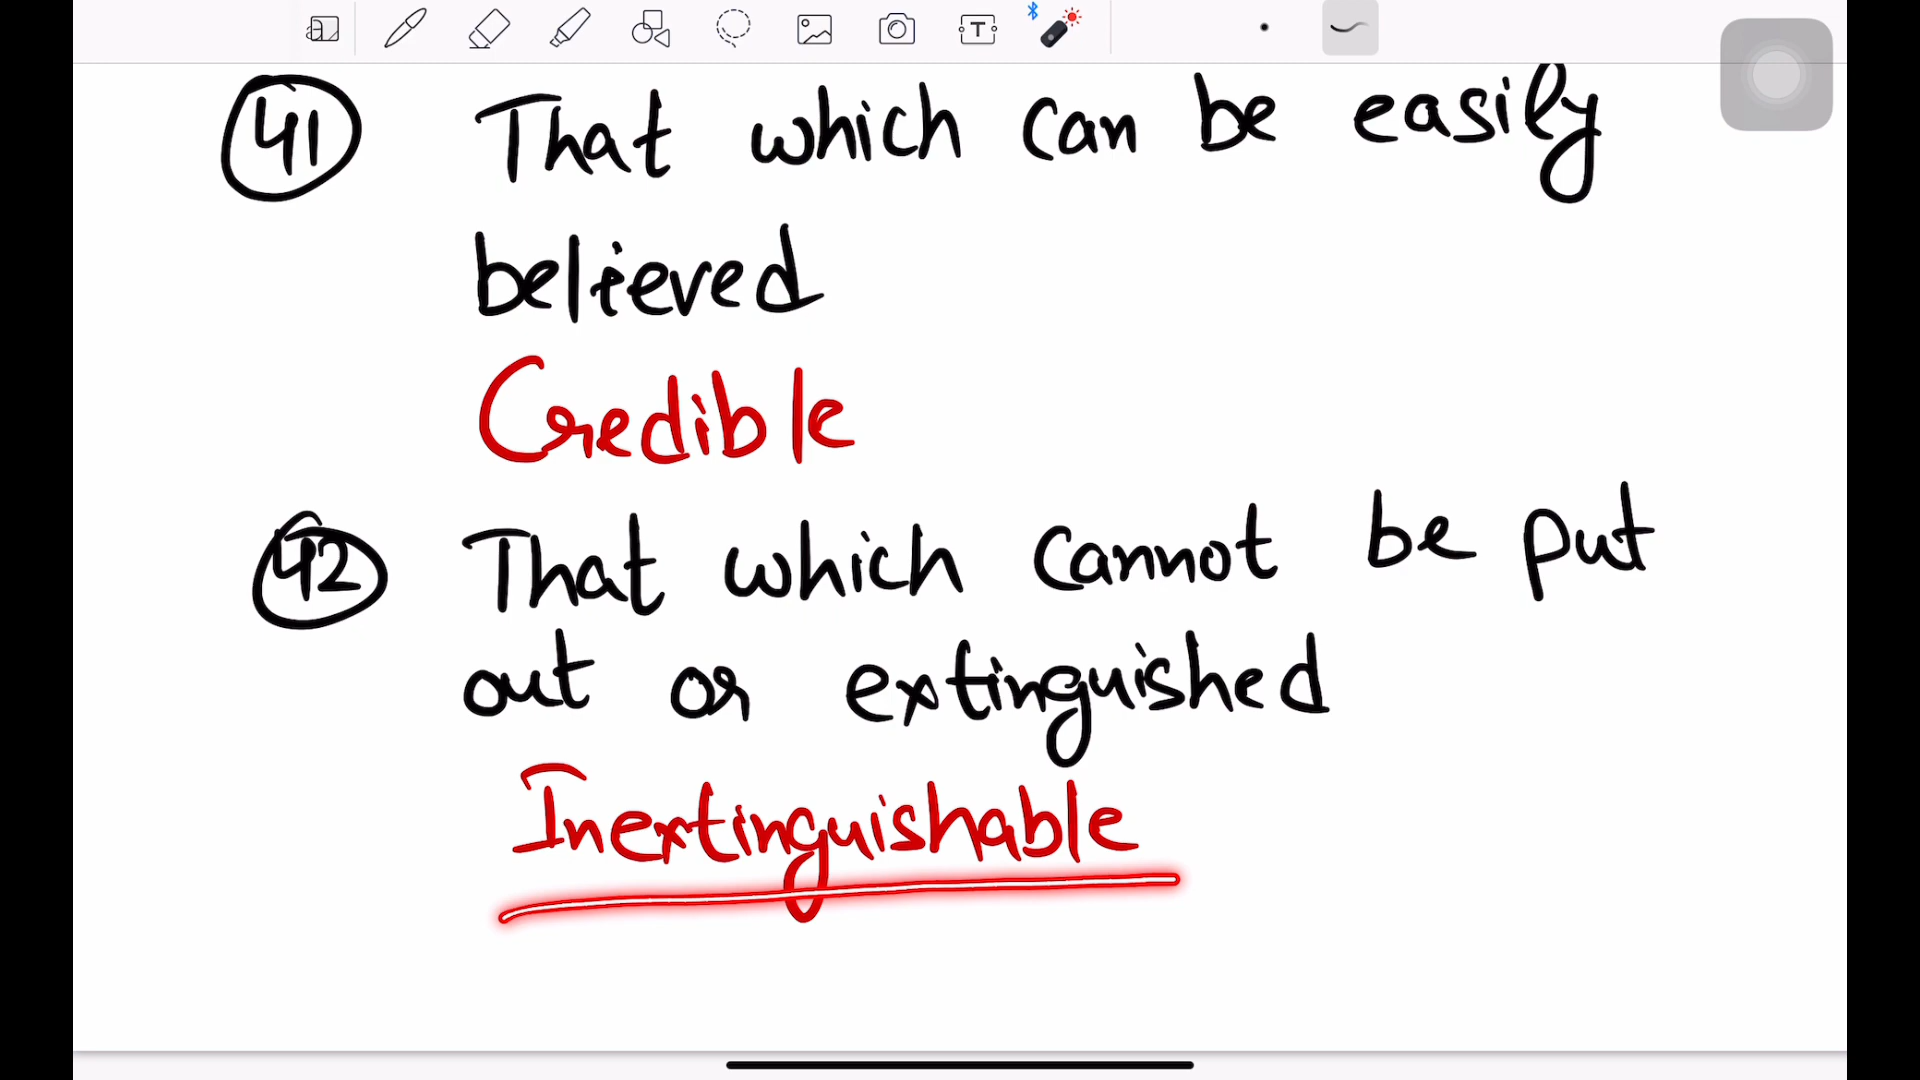 41 That which can be easily
believed
Credible
42 That which cannot be put
out or extinguished
Inextinguishable